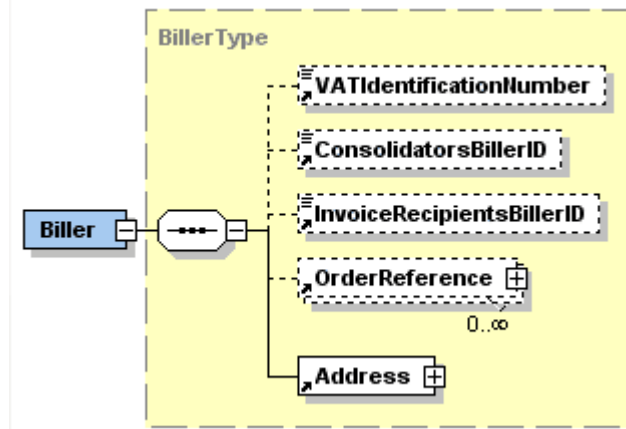 BillerType
VATIdentificationNumber
ConsolidatorsBillerID
InvoiceRecipientsBillerID
Biller
OrderReference
0..∞
Address